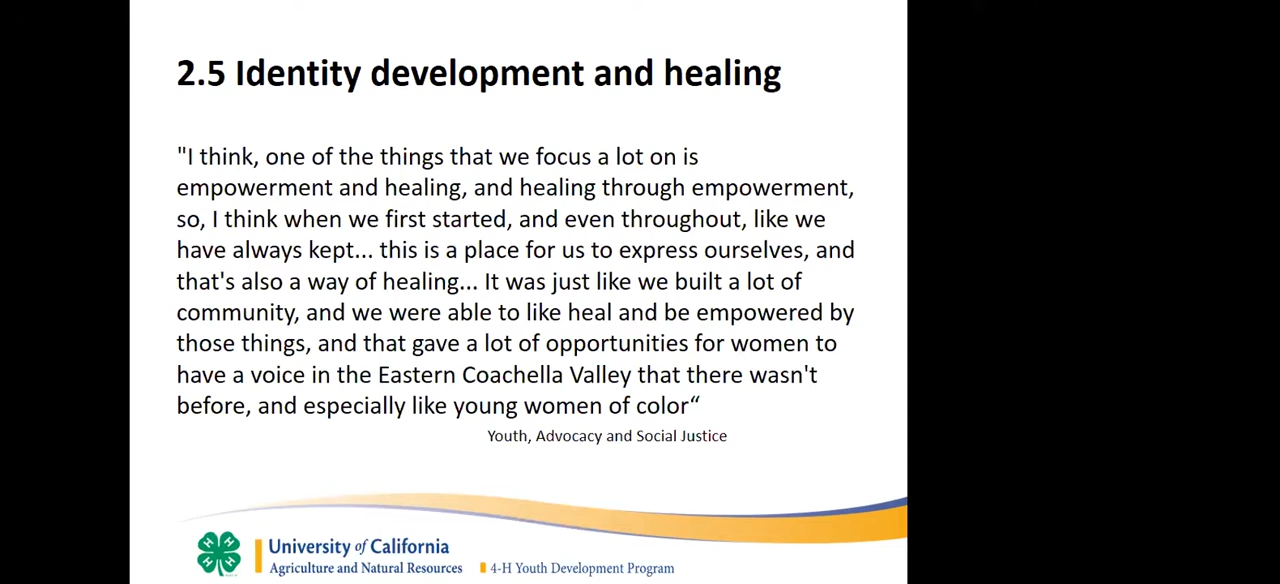 2.5 Identity development and healing
"I think, one of the things that we focus a lot on is
empowerment and healing, and healing through empowerment,
so, I think when we first started, and even throughout, like we
have always kept... this is a place for us to express ourselves, and
that's also a way of healing... It was just like we built a lot of
community, and we were able to like heal and be empowered by
those things, and that gave a lot of opportunities for women to
have a voice in the Eastern Coachella Valley that there wasn't
before, and especially like young women of color“
Youth, Advocacy and Social Justice
H H H H
University of California
Agriculture and Natural Resources 4-H Youth Development Program